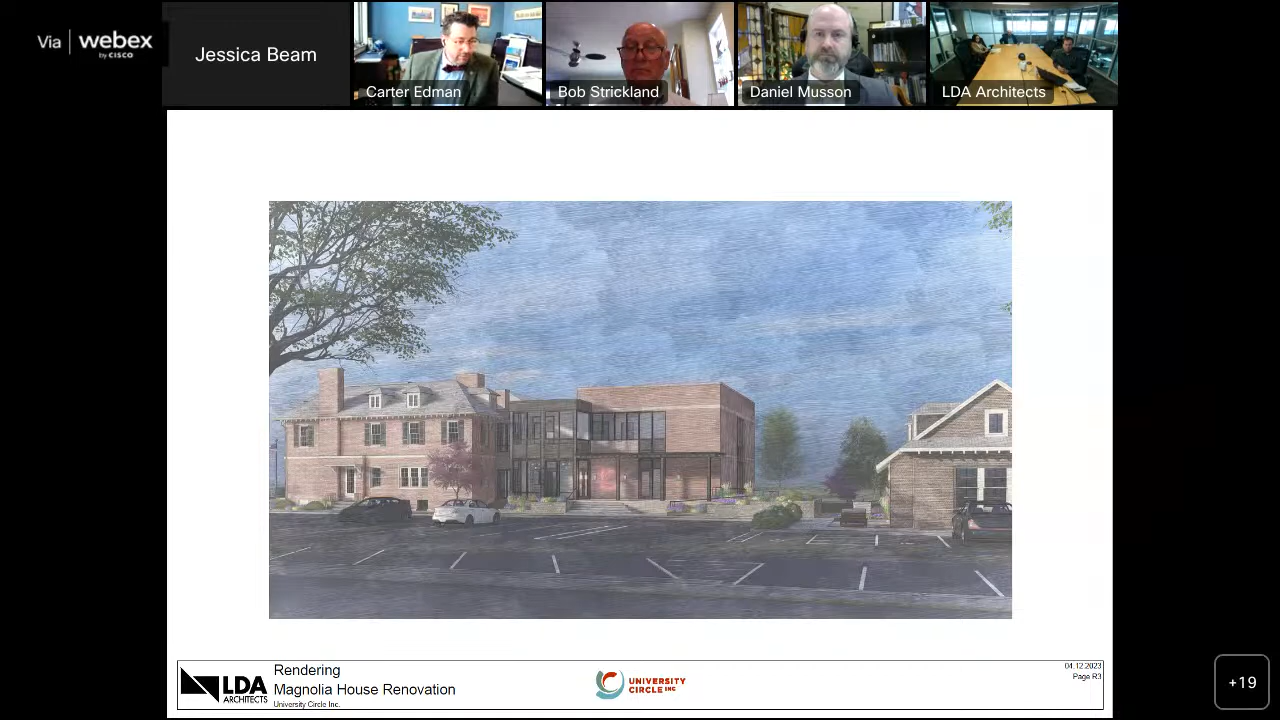 Via webex
by CISCO
Jessica Beam
Carter Edman
Bob Strickland
Daniel Musson
LDA Architects
LDA
ARCHITECTS
Rendering
Magnolia House Renovation
University Circle Inc.
UNIVERSITY
CIRCLE INC
04.12.2023
Page R3
+19